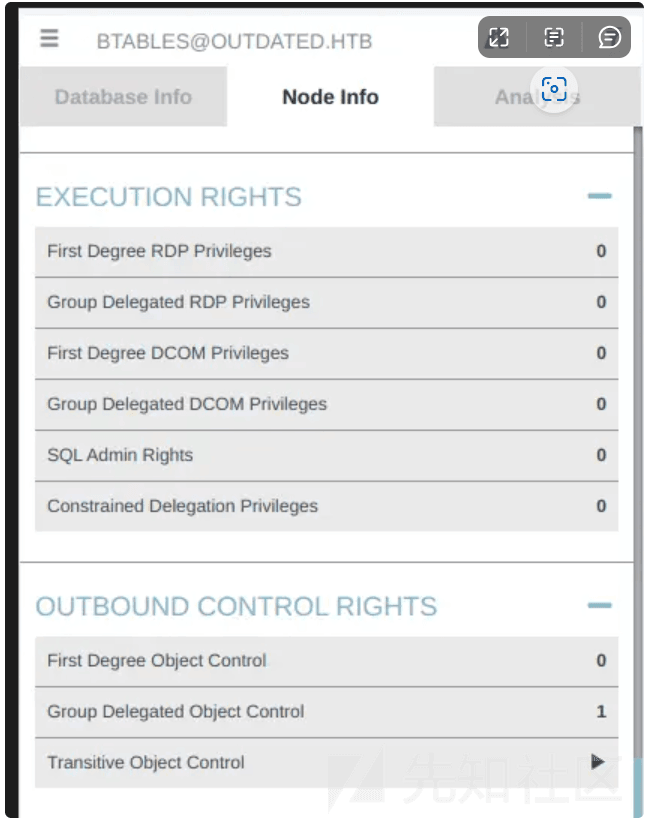 BTABLES@OUTDATED.HTB
Database Info
Node Info
Analysis
EXECUTION RIGHTS
First Degree RDP Privileges 0
Group Delegated RDP Privileges 0
First Degree DCOM Privileges 0
Group Delegated DCOM Privileges 0
SQL Admin Rights 0
Constrained Delegation Privileges 0
OUTBOUND CONTROL RIGHTS
First Degree Object Control 0
Group Delegated Object Control 1
Transitive Object Control
先知社区